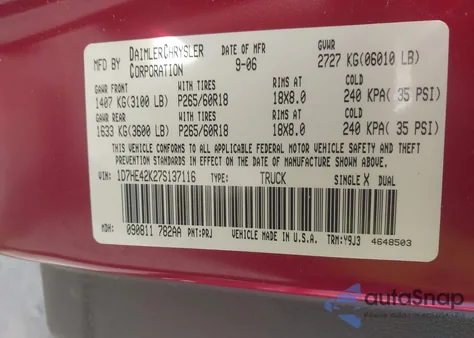 MFD BY DAIMLERCHRYSLER CORPORATION DATE OF MFR 9-06 GVWR 2727 KG(06010 LB)
GAWR FRONT WITH TIRES RIMS AT COLD
1407 KG(3100 LB) P265/60R18 18X8.0 240 KPA( 35 PSI)
GAWR REAR WITH TIRES RIMS AT COLD
1633 KG(3600 LB) P265/60R18 18X8.0 240 KPA( 35 PSI)
THIS VEHICLE CONFORMS TO ALL APPLICABLE FEDERAL MOTOR VEHICLE SAFETY AND THEFT
PREVENTION STANDARDS IN EFFECT ON THE DATE OF MANUFACTURE SHOWN ABOVE.
VIN: 1D7HE42K27S137116 TYPE: TRUCK SINGLE X DUAL
MDH: 090811 782AA PNT:PRJ VEHICLE MADE IN U.S.A. TRM:Y9J3 4648503
autoSnap